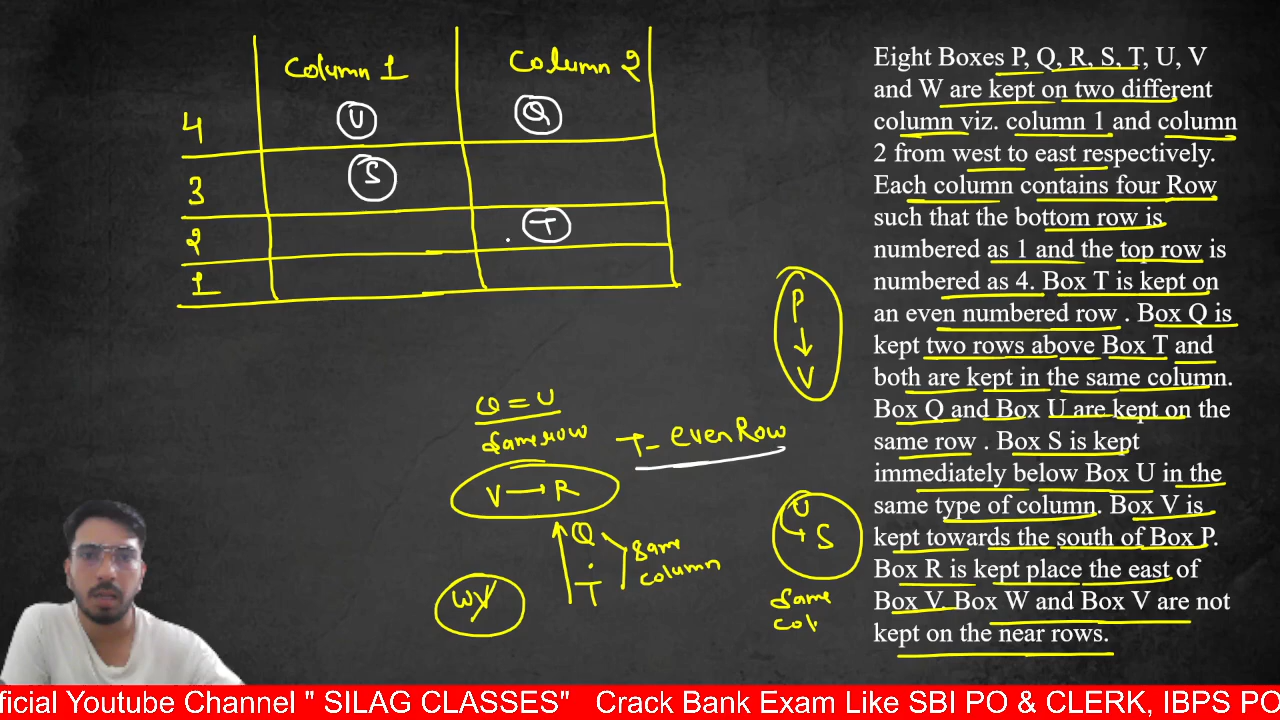 column 1 column 2
4 U Q
3 S
2 T
1
P
↓
V
Q = U
Same row
T - even Row
V → R
Q
T
Same
column
W V
U
S
Same
col
Eight Boxes P, Q, R, S, T, U, V
and W are kept on two different
column viz. column 1 and column
2 from west to east respectively.
Each column contains four Row
such that the bottom row is
numbered as 1 and the top row is
numbered as 4. Box T is kept on
an even numbered row . Box Q is
kept two rows above Box T and
both are kept in the same column.
Box Q and Box U are kept on the
same row . Box S is kept
immediately below Box U in the
same type of column. Box V is
kept towards the south of Box P.
Box R is kept place the east of
Box V. Box W and Box V are not
kept on the near rows.
ficial Youtube Channel " SILAG CLASSES" Crack Bank Exam Like SBI PO & CLERK, IBPS PO